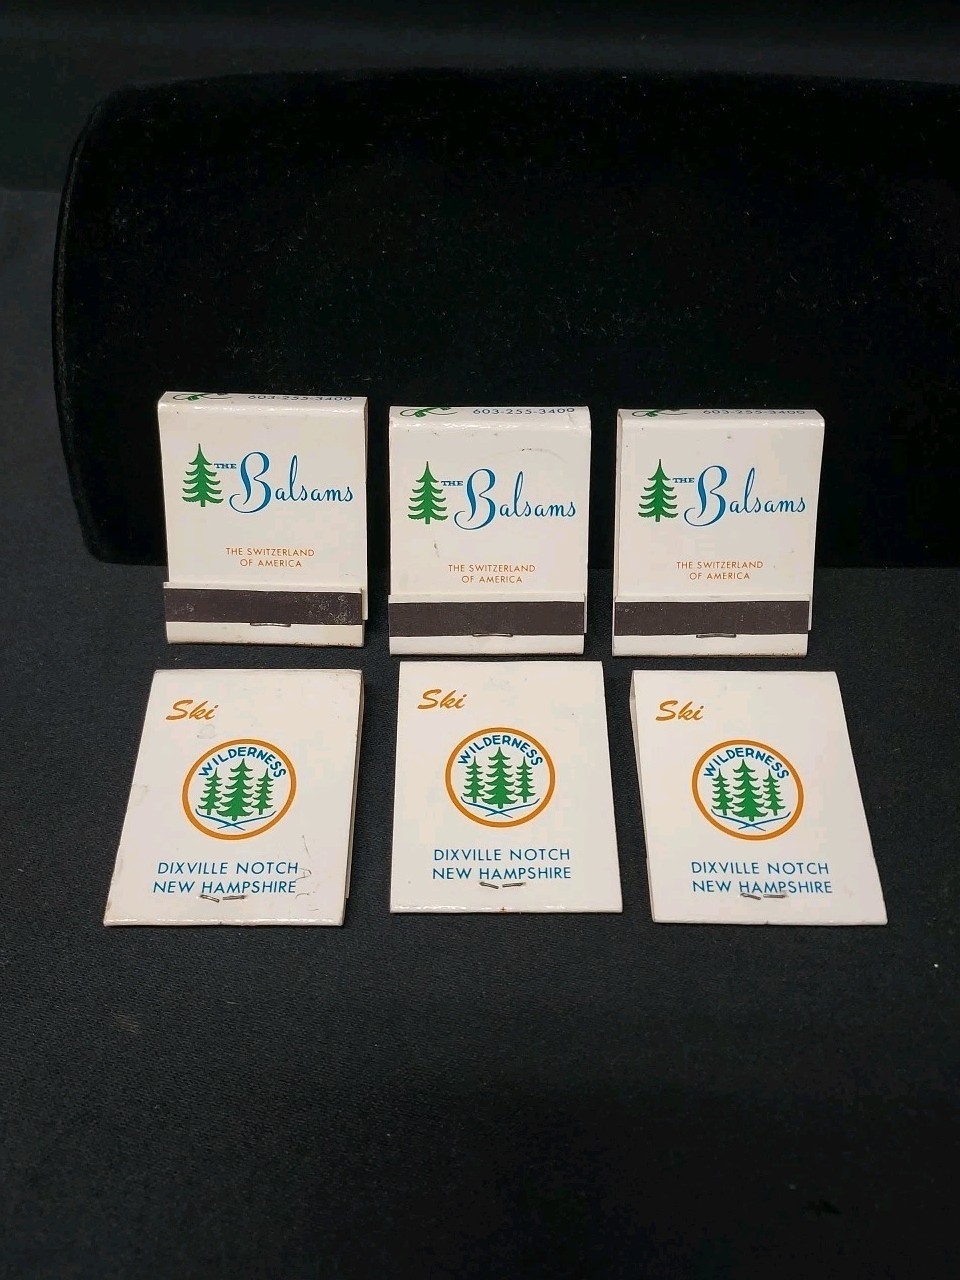 603-255-3400
THE Balsams
THE SWITZERLAND
OF AMERICA
603-255-3400
THE Balsams
THE SWITZERLAND
OF AMERICA
603-255-3400
THE Balsams
THE SWITZERLAND
OF AMERICA
Ski
WILDERNESS
DIXVILLE NOTCH
NEW HAMPSHIRE
Ski
WILDERNESS
DIXVILLE NOTCH
NEW HAMPSHIRE
Ski
WILDERNESS
DIXVILLE NOTCH
NEW HAMPSHIRE